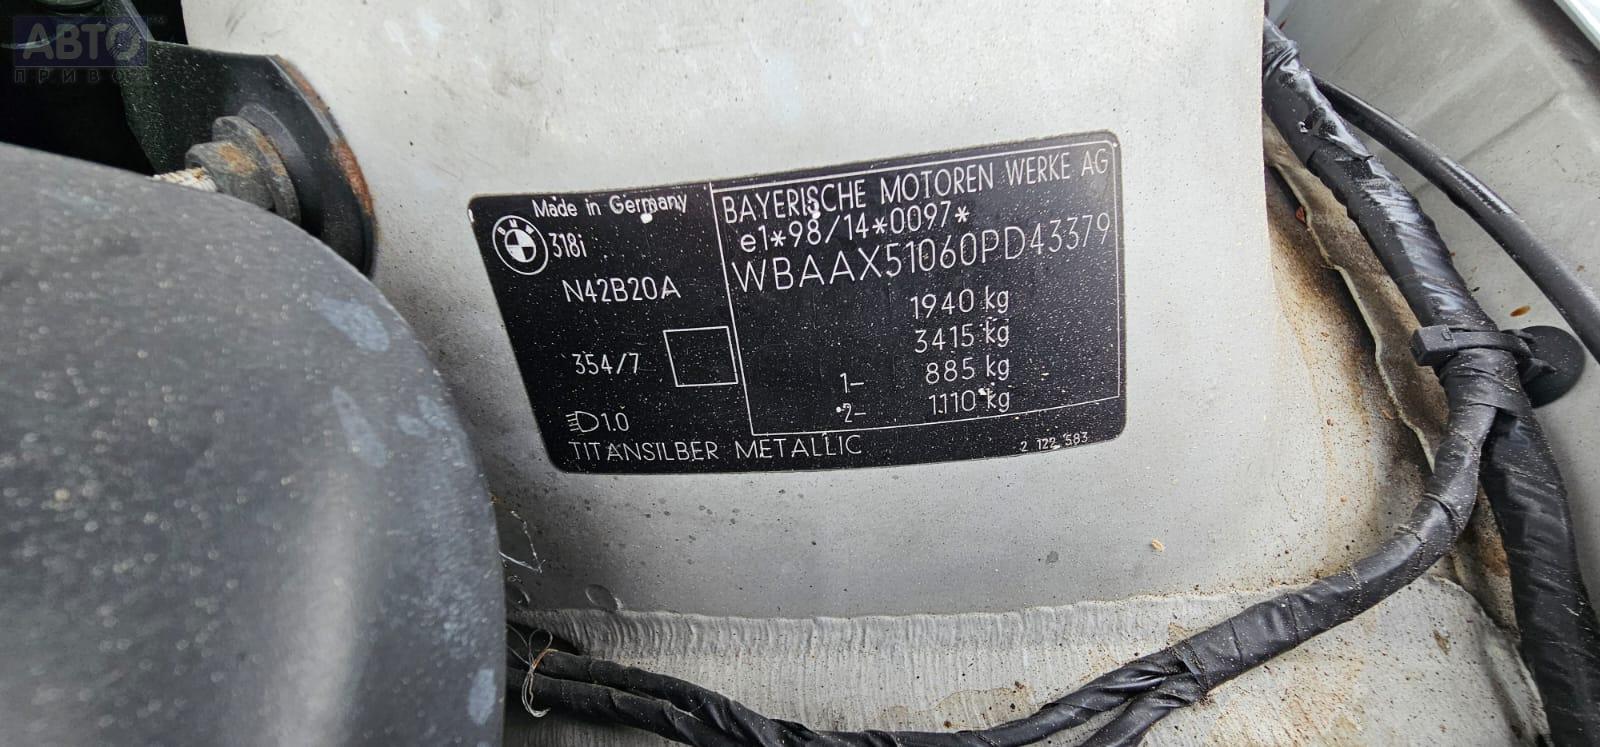 АВТО
ПРИВОЗ
Made in Germany
BMW
318i
N42B20A
354/7
1.0
TITANSILBER METALLIC
BAYERISCHE MOTOREN WERKE AG
e1*98/14*0097*
WBAAX51060PD43379
1940 kg
3415 kg
1- 885 kg
2- 1110 kg
2 122 583